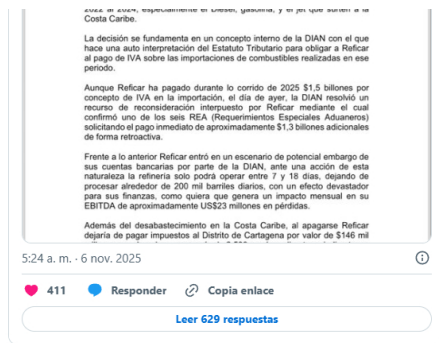 2022 al 2024, especialmente el Diesel, gasolina, y el jet que surten a la
Costa Caribe.
La decisión se fundamenta en un concepto interno de la DIAN con el que
hace una auto interpretación del Estatuto Tributario para obligar a Reficar
al pago de IVA sobre las importaciones de combustibles realizadas en ese
periodo.
Aunque Reficar ha pagado durante lo corrido de 2025 $1,5 billones por
concepto de IVA en la importación, el día de ayer, la DIAN resolvió un
recurso de reconsideración interpuesto por Reficar mediante el cual
confirmó uno de los seis REA (Requerimientos Especiales Aduaneros)
solicitando el pago inmediato de aproximadamente $1,3 billones adicionales
de forma retroactiva.
Frente a lo anterior Reficar entró en un escenario de potencial embargo de
sus cuentas bancarias por parte de la DIAN, ante una acción de esta
naturaleza la refinería solo podrá operar entre 7 y 18 días, dejando de
procesar alrededor de 200 mil barriles diarios, con un efecto devastador
para sus finanzas, como quiera que genera un impacto mensual en su
EBITDA de aproximadamente US$23 millones en pérdidas.
Además del desabastecimiento en la Costa Caribe, al apagarse Reficar
dejaría de pagar impuestos al Distrito de Cartagena por valor de $146 mil
5:24 a. m. · 6 nov. 2025
411 Responder Copia enlace
Leer 629 respuestas